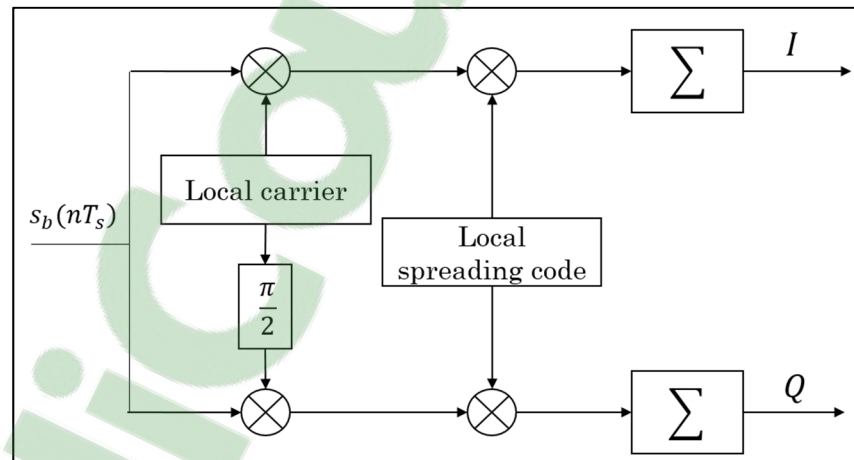 ∑ I
Local carrier
s_b(nT_s)
Local
spreading code
π
2
∑ Q